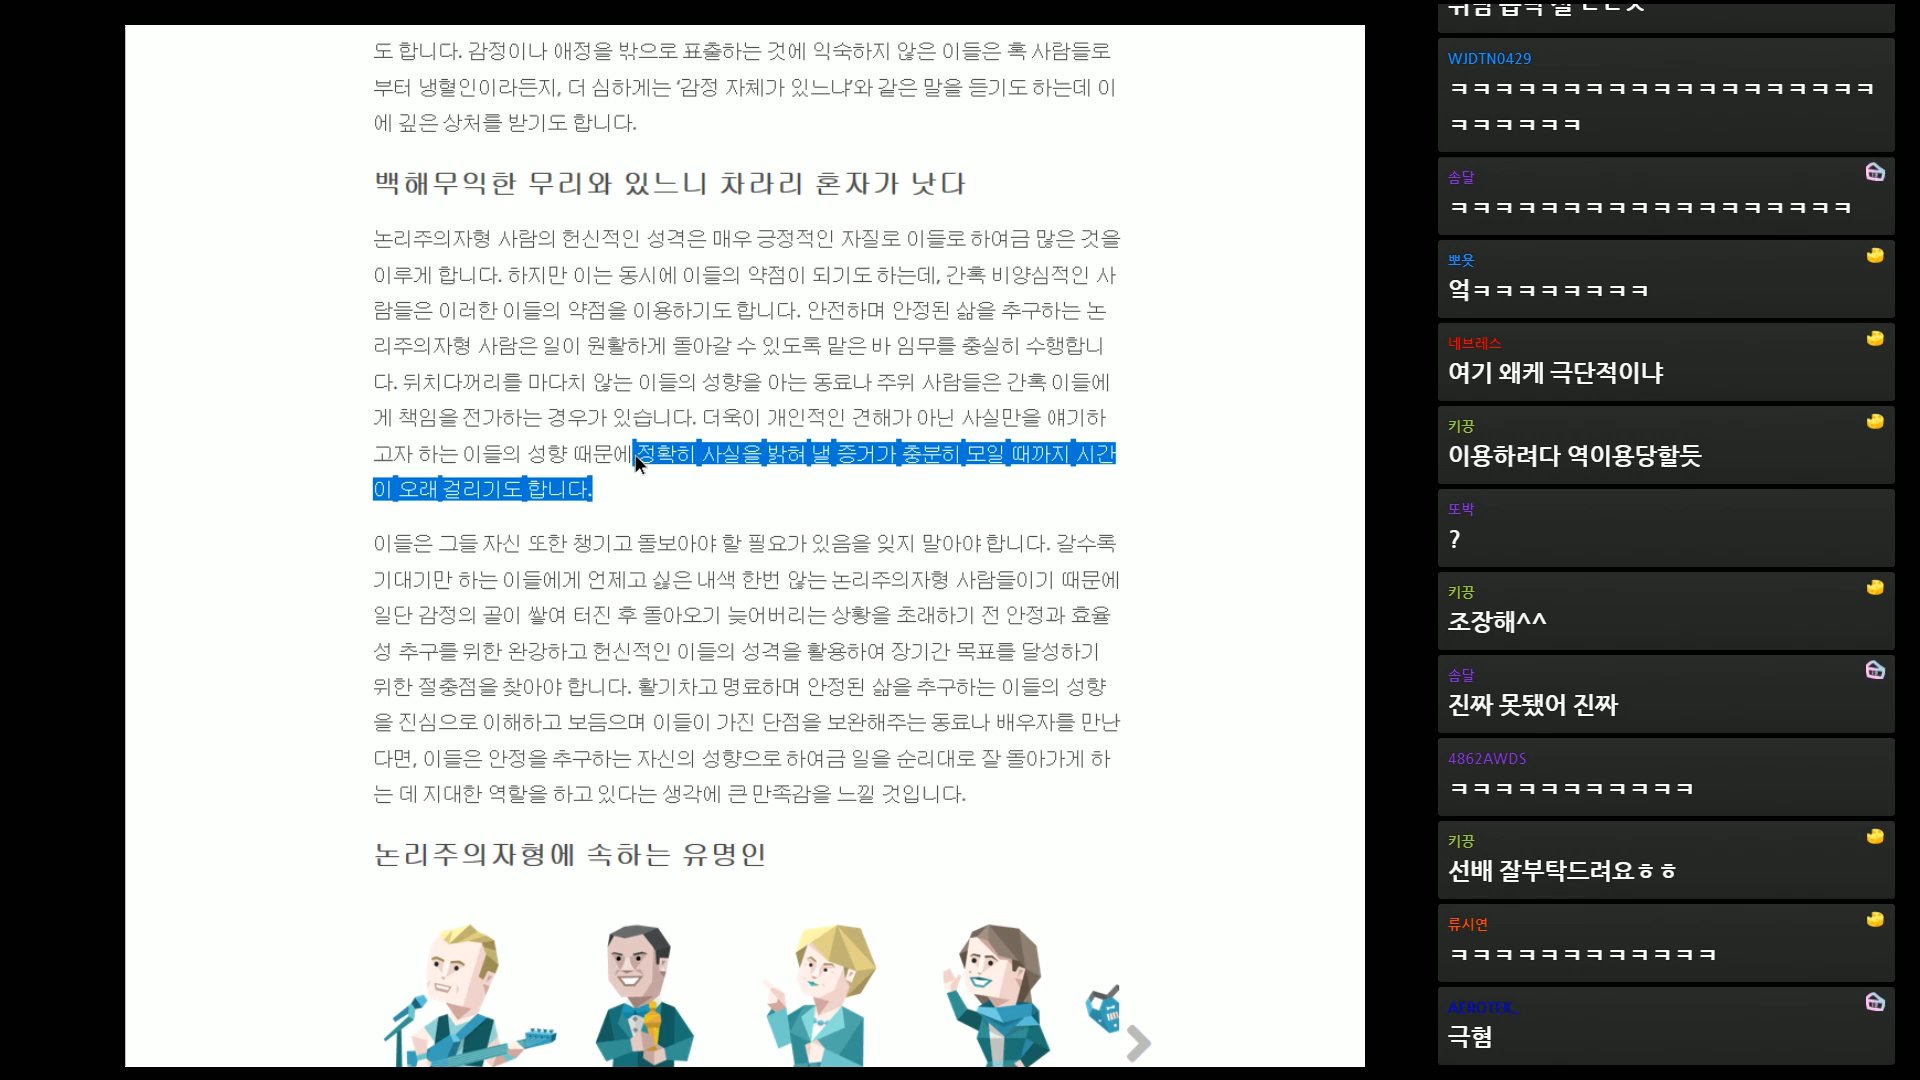 도 합니다. 감정이나 애정을 밖으로 표출하는 것에 익숙하지 않은 이들은 혹 사람들로
부터 냉혈인이라든지, 더 심하게는 ‘감정 자체가 있느냐’와 같은 말을 듣기도 하는데 이
에 깊은 상처를 받기도 합니다.
백해무익한 무리와 있느니 차라리 혼자가 낫다
논리주의자형 사람의 헌신적인 성격은 매우 긍정적인 자질로 이들로 하여금 많은 것을
이루게 합니다. 하지만 이는 동시에 이들의 약점이 되기도 하는데, 간혹 비양심적인 사
람들은 이러한 이들의 약점을 이용하기도 합니다. 안전하며 안정된 삶을 추구하는 논
리주의자형 사람은 일이 원활하게 돌아갈 수 있도록 맡은 바 임무를 충실히 수행합니
다. 뒤치다꺼리를 마다치 않는 이들의 성향을 아는 동료나 주위 사람들은 간혹 이들에
게 책임을 전가하는 경우가 있습니다. 더욱이 개인적인 견해가 아닌 사실만을 얘기하
고자 하는 이들의 성향 때문에 정확히 사실을 밝혀 낼 증거가 충분히 모일 때까지 시간
이 오래 걸리기도 합니다.
이들은 그들 자신 또한 챙기고 돌보아야 할 필요가 있음을 잊지 말아야 합니다. 갈수록
기대기만 하는 이들에게 언제고 싫은 내색 한번 않는 논리주의자형 사람들이기 때문에
일단 감정의 골이 쌓여 터진 후 돌아오기 늦어버리는 상황을 초래하기 전 안정과 효율
성 추구를 위한 완강하고 헌신적인 이들의 성격을 활용하여 장기간 목표를 달성하기
위한 절충점을 찾아야 합니다. 활기차고 명료하며 안정된 삶을 추구하는 이들의 성향
을 진심으로 이해하고 보듬으며 이들이 가진 단점을 보완해주는 동료나 배우자를 만난
다면, 이들은 안정을 추구하는 자신의 성향으로 하여금 일을 순리대로 잘 돌아가게 하
는 데 지대한 역할을 하고 있다는 생각에 큰 만족감을 느낄 것입니다.
논리주의자형에 속하는 유명인
WJDTN0429
ㅋㅋㅋㅋㅋㅋㅋㅋㅋㅋㅋㅋㅋㅋㅋㅋㅋㅋㅋ
ㅋㅋㅋㅋㅋㅋ
솜달
ㅋㅋㅋㅋㅋㅋㅋㅋㅋㅋㅋㅋㅋㅋㅋㅋㅋㅋ
뽀욧
엌ㅋㅋㅋㅋㅋㅋㅋㅋ
네브레스
여기 왜케 극단적이냐
키끙
이용하려다 역이용당할듯
또박
?
키끙
조장해^^
솜달
진짜 못됐어 진짜
4862AWDS
ㅋㅋㅋㅋㅋㅋㅋㅋㅋㅋㅋ
키끙
선배 잘부탁드려요ㅎㅎ
류시연
ㅋㅋㅋㅋㅋㅋㅋㅋㅋㅋㅋㅋ
AEROTEK_
극혐